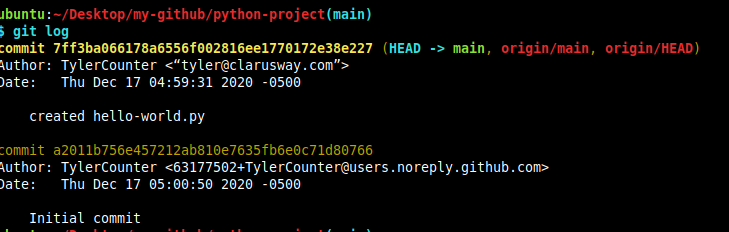 ubuntu:~/Desktop/my-github/python-project(main)
$ git log
commit 7ff3ba066178a6556f002816ee1770172e38e227 (HEAD -> main, origin/main, origin/HEAD)
Author: TylerCounter <“tyler@clarusway.com”>
Date:   Thu Dec 17 04:59:31 2020 -0500
created hello-world.py
commit a2011b756e457212ab810e7635fb6e0c71d80766
Author: TylerCounter <63177502+TylerCounter@users.noreply.github.com>
Date:   Thu Dec 17 05:00:50 2020 -0500
Initial commit